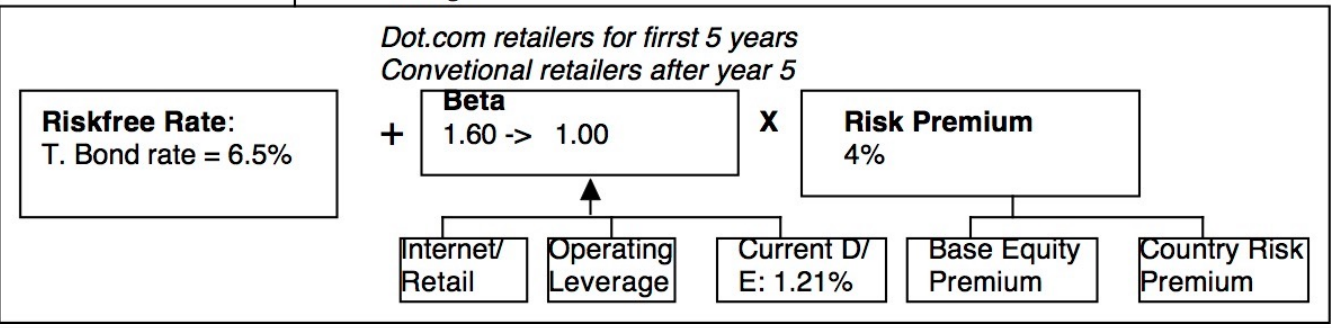 Dot.com retailers for firrst 5 years
Convetional retailers after year 5
Riskfree Rate:
T. Bond rate = 6.5%
+
Beta
1.60 -> 1.00
X
Risk Premium
4%
Internet/
Retail
Operating
Leverage
Current D/
E: 1.21%
Base Equity
Premium
Country Risk
Premium